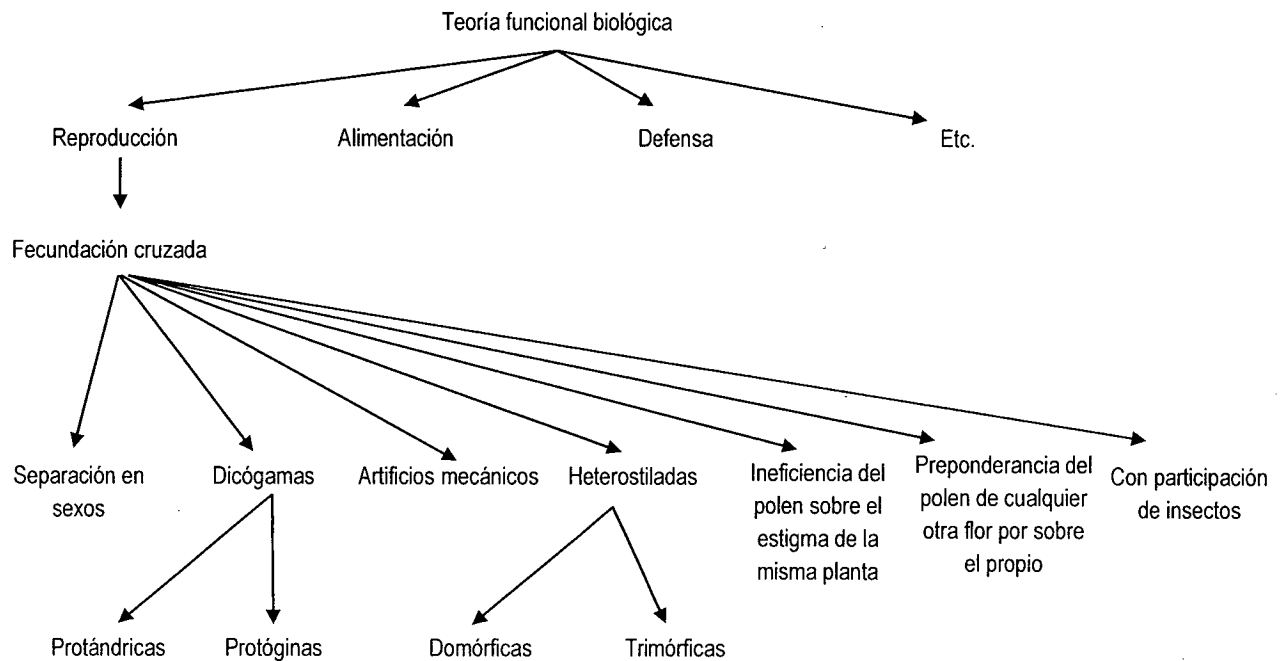 Teoría funcional biológica
Reproducción
Alimentación
Defensa
Etc.
Fecundación cruzada
Separación en
sexos
Dicógamas
Artificios mecánicos
Heterostiladas
Ineficiencia del
polen sobre el
estigma de la
misma planta
Preponderancia del
polen de cualquier
otra flor por sobre
el propio
Con participación
de insectos
Protándricas
Protóginas
Domórficas
Trimórficas